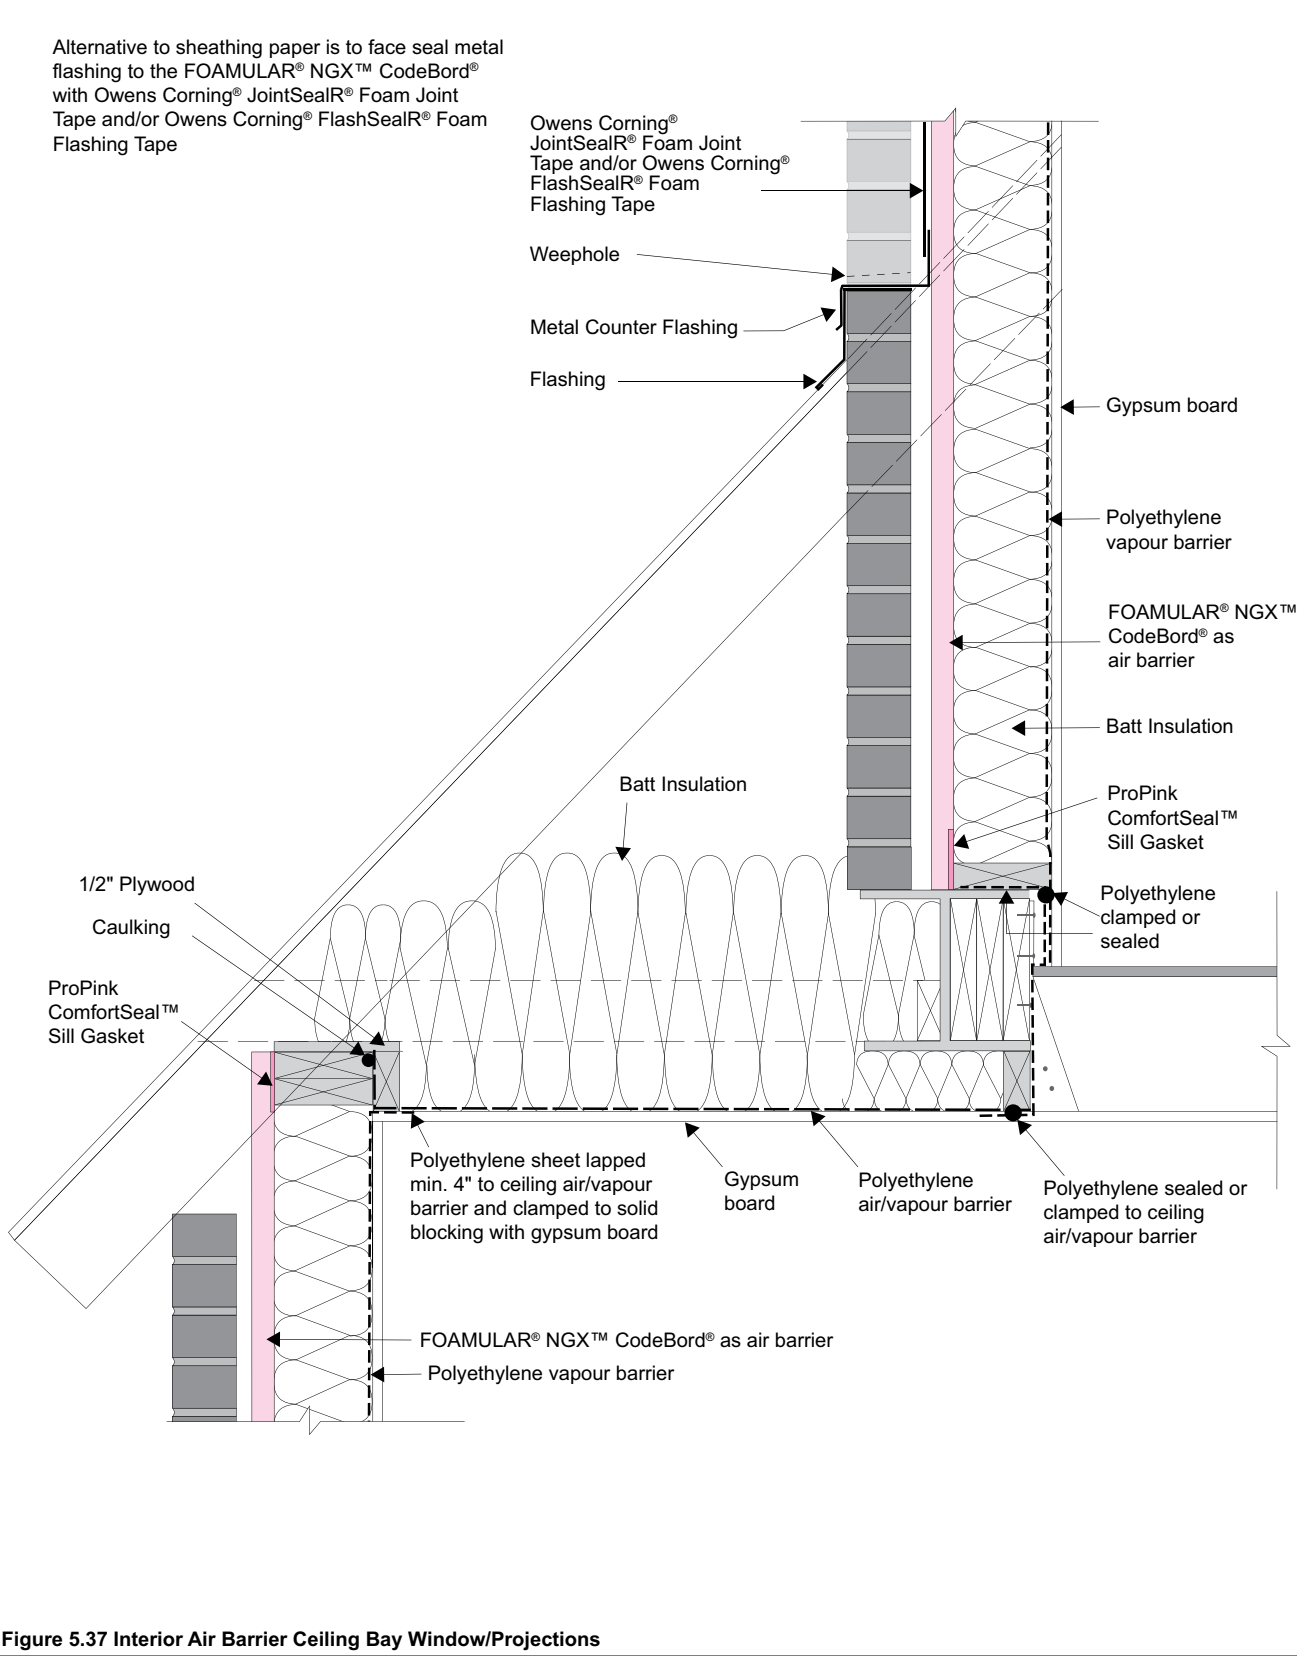 Alternative to sheathing paper is to face seal metal
flashing to the FOAMULAR® NGX™ CodeBord®
with Owens Corning® JointSealR® Foam Joint
Tape and/or Owens Corning® FlashSealR® Foam
Flashing Tape
Owens Corning®
JointSealR® Foam Joint
Tape and/or Owens Corning®
FlashSealR® Foam
Flashing Tape
Weephole
Metal Counter Flashing
Flashing
Gypsum board
Polyethylene
vapour barrier
FOAMULAR® NGX™
CodeBord® as
air barrier
Batt Insulation
Batt Insulation
ProPink
ComfortSeal™
Sill Gasket
1/2" Plywood
Caulking
Polyethylene
clamped or
sealed
ProPink
ComfortSeal™
Sill Gasket
Polyethylene sheet lapped
min. 4" to ceiling air/vapour
barrier and clamped to solid
blocking with gypsum board
Gypsum
board
Polyethylene
air/vapour barrier
Polyethylene sealed or
clamped to ceiling
air/vapour barrier
FOAMULAR® NGX™ CodeBord® as air barrier
Polyethylene vapour barrier
Figure 5.37 Interior Air Barrier Ceiling Bay Window/Projections